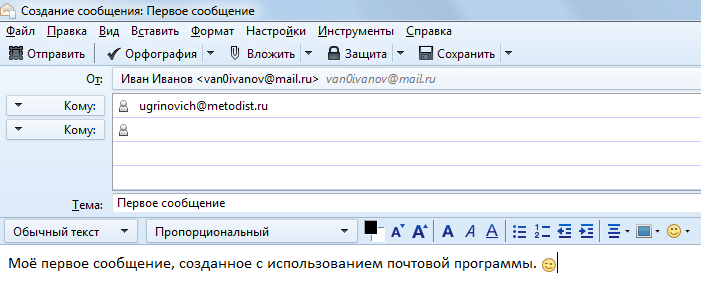 Создание сообщения: Первое сообщение
Файл Правка Вид Вставить Формат Настройки Инструменты Справка
Отправить Орфография Вложить Защита Сохранить
От: Иван Иванов <van0ivanov@mail.ru> van0ivanov@mail.ru
Кому: ugrinovich@metodist.ru
Кому:
Тема: Первое сообщение
Обычный текст Пропорциональный
Моё первое сообщение, созданное с использованием почтовой программы.